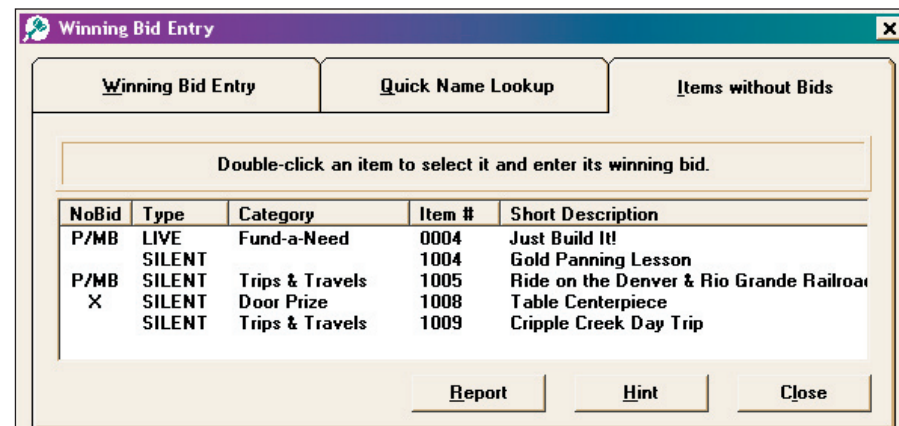 Winning Bid Entry
Winning Bid Entry Quick Name Lookup Items without Bids
Double-click an item to select it and enter its winning bid.
NoBid Type Category Item # Short Description
P/MB LIVE Fund-a-Need 0004 Just Build It!
SILENT 1004 Gold Panning Lesson
P/MB SILENT Trips & Travels 1005 Ride on the Denver & Rio Grande Railroad
X SILENT Door Prize 1008 Table Centerpiece
SILENT Trips & Travels 1009 Cripple Creek Day Trip
Report Hint Close